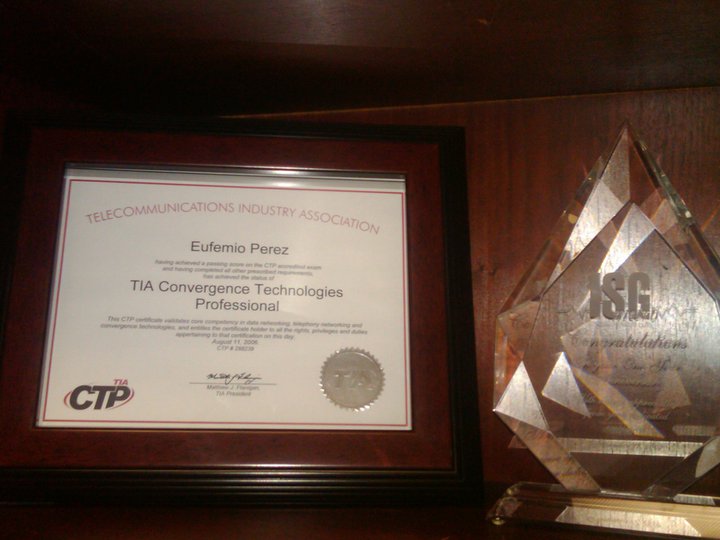 TELECOMMUNICATIONS INDUSTRY ASSOCIATION
Eufemio Perez
having achieved a passing score on the CTP accredited exam
and having completed all other prescribed requirements,
has achieved the status of
TIA Convergence Technologies
Professional
This CTP certificate validates core competency in data networking, telephony networking and
convergence technologies, and entitles the certificate holder to all the rights, privileges and duties
appertaining to that certification on this day.
August 11, 2006
CTP # 298239
Matthew J. Flanigan,
TIA President
TIA
CTP
TIA
ISG
Congratulations